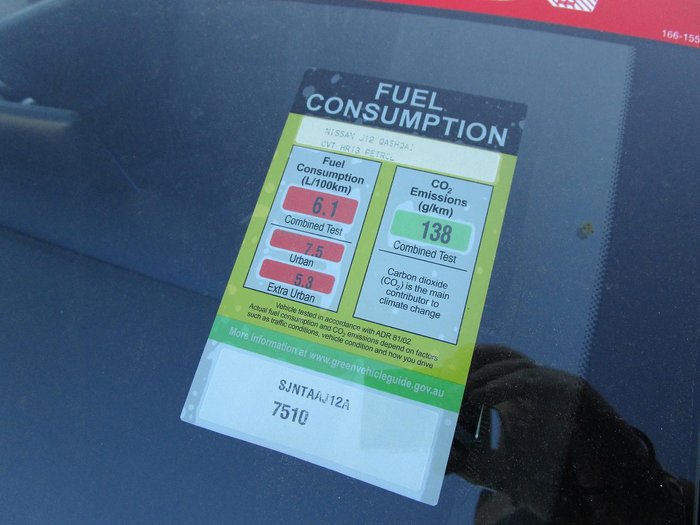 166-155
FUEL
CONSUMPTION
NISSAN J12 QASHQAI
CVT HR13 PETROL
Fuel
Consumption
(L/100km)
6.1
Combined Test
7.5
Urban
5.3
Extra Urban
CO2
Emissions
(g/km)
138
Combined Test
Carbon dioxide
(CO2) is the main
contributor to
climate change
Vehicle tested in accordance with ADR 81/02
Actual fuel consumption and CO2 emissions depend on factors
such as traffic conditions, vehicle condition and how you drive
More information at www.greenvehicleguide.gov.au
SJNTAAJ12A
7510